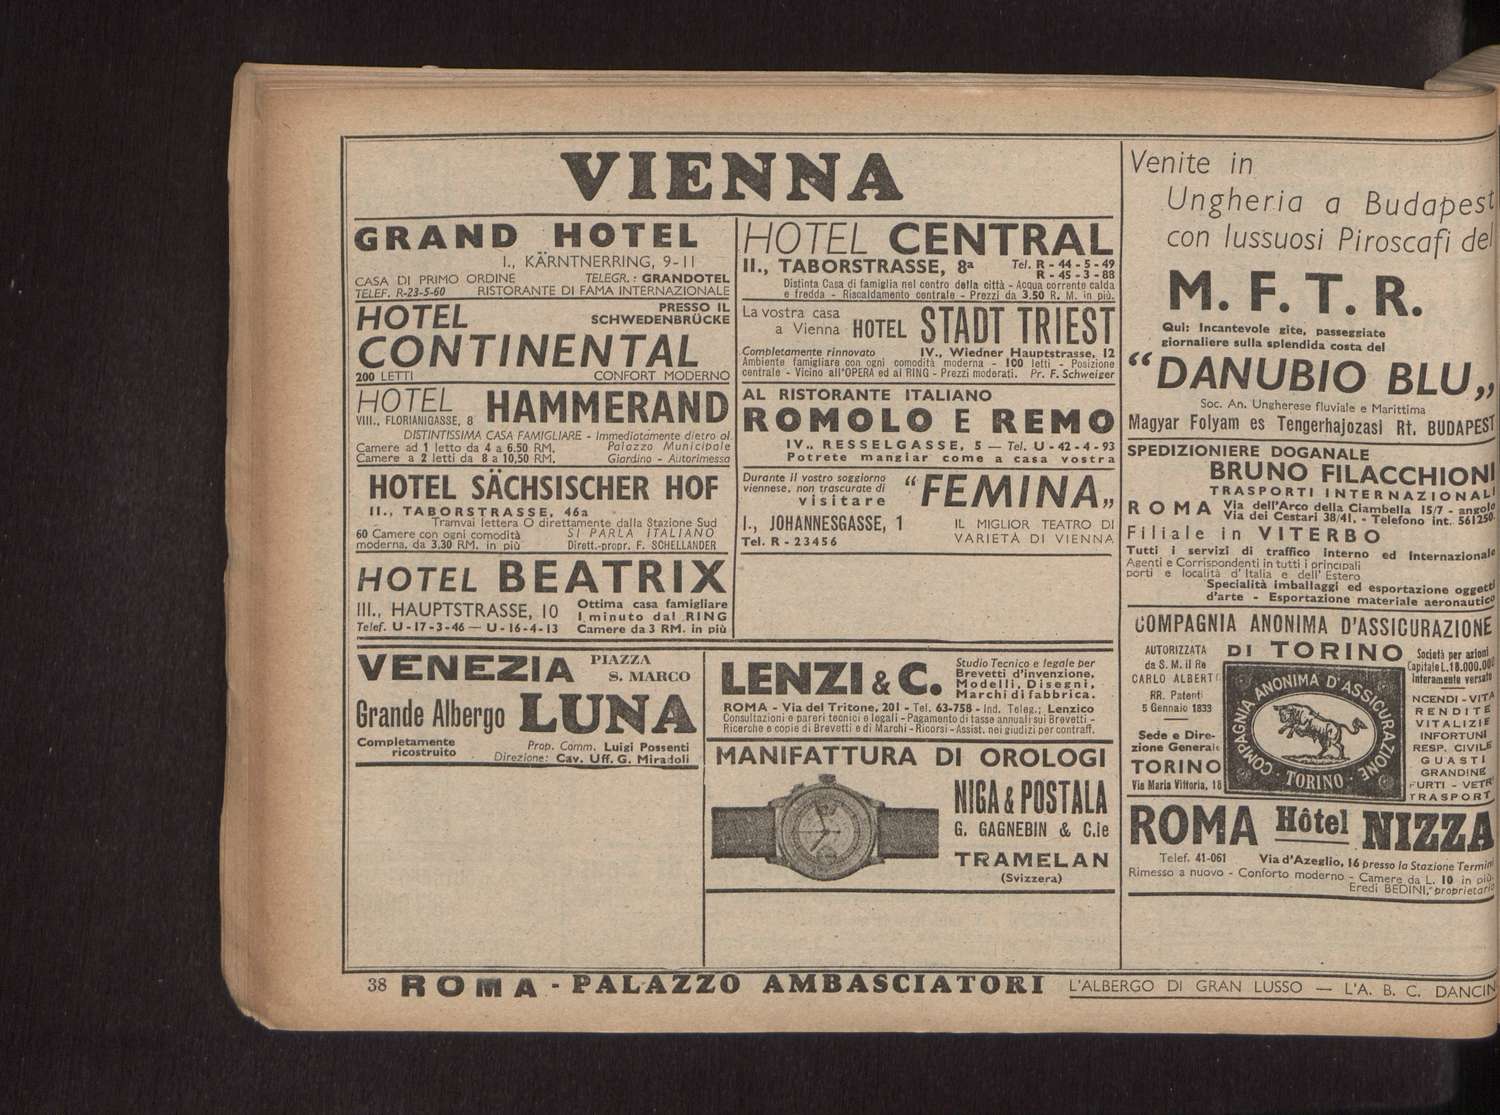 VIENNA
GRAND HOTEL
I., KÄRNTNERRING, 9-11
CASA DI PRIMO ORDINE TELEGR.: GRANDOTEL
TELEF. R-23-5-60 RISTORANTE DI FAMA INTERNAZIONALE
HOTEL PRESSO IL
SCHWEDENBRÜCKE
CONTINENTAL
200 LETTI CONFORT MODERNO
HOTEL HAMMERAND
VIII., FLORIANIGASSE, 8
DISTINTISSIMA CASA FAMIGLIARE - Immediatamente dietro al
Camere ad 1 letto da 4 a 6.50 RM. Palazzo Municipale
Camere a 2 letti da 8 a 10,50 RM. Giardino - Autorimessa
HOTEL SÄCHSISCHER HOF
II., TABORSTRASSE, 46a
Tramvai lettera O direttamente dalla Stazione Sud
60 Camere con ogni comodità SI PARLA ITALIANO
moderna, da 3,30 RM. in più Dirett.-propr. F. SCHELLANDER
HOTEL BEATRIX
III., HAUPTSTRASSE, 10 Ottima casa famigliare
1 minuto dal RING
Telef. U-17-3-46 — U-16-4-13 Camere da 3 RM. in più
HOTEL CENTRAL
II., TABORSTRASSE, 8a Tel. R - 44-5-49
R - 45-3-88
Distinta Casa di famiglia nel centro della città - Acqua corrente calda
e fredda - Riscaldamento centrale - Prezzi da 3.50 R. M. in più.
La vostra casa
a Vienna HOTEL STADT TRIEST
Completamente rinnovato IV., Wiedner Hauptstrasse, 12
Ambiente famigliare con ogni comodità moderna - 100 letti - Posizione
centrale - Vicino all'OPERA ed al RING - Prezzi moderati. Pr. F. Schweiger
AL RISTORANTE ITALIANO
ROMOLO E REMO
IV., RESSELGASSE, 5 — Tel. U-42-4-93
Potrete mangiar come a casa vostra
Durante il vostro soggiorno
viennese, non trascurate di
visitare "FEMINA„
I., JOHANNESGASSE, 1 IL MIGLIOR TEATRO DI
Tel. R - 23456 VARIETÀ DI VIENNA
VENEZIA PIAZZA
S. MARCO
Grande Albergo LUNA
Completamente
ricostruito
Prop. Comm. Luigi Possenti
Direzione: Cav. Uff. G. Miradoli
LENZI & C.
Studio Tecnico e legale per
Brevetti d'invenzione,
Modelli, Disegni,
Marchi di fabbrica.
ROMA - Via del Tritone, 201 - Tel. 63-758 - Ind. Teleg.: Lenzico
Consultazioni e pareri tecnici e legali - Pagamento di tasse annuali sui Brevetti -
Ricerche e copie di Brevetti e di Marchi - Ricorsi - Assist. nei giudizi per contraff.
MANIFATTURA DI OROLOGI
NIGA & POSTALA
G. GAGNEBIN & C.ie
TRAMELAN
(Svizzera)
Venite in
Ungheria a Budapest
con lussuosi Piroscafi del
M. F. T. R.
Qui: Incantevole gite, passeggiate
giornaliere sulla splendida costa del
"DANUBIO BLU„
Soc. An. Ungherese fluviale e Marittima
Magyar Folyam es Tengerhajozasi Rt. BUDAPEST
SPEDIZIONIERE DOGANALE
BRUNO FILACCHIONI
TRASPORTI INTERNAZIONALI
ROMA Via dell'Arco della Ciambella 15/7 - angolo
Via dei Cestari 38/41, - Telefono int. 561250.
Filiale in VITERBO
Tutti i servizi di traffico interno ed Internazionale
Agenti e Corrispondenti in tutti i principali
porti e località d'Italia e dell'Estero
Specialità imballaggi ed esportazione oggetti
d'arte - Esportazione materiale aeronautico
COMPAGNIA ANONIMA D'ASSICURAZIONE
DI TORINO
AUTORIZZATA
da S. M. il Re
CARLO ALBERTO
RR. Patenti
5 Gennaio 1833
Sede e Dire-
zione Generale
TORINO
Via Maria Vittoria, 18
COMPAGNIA ANONIMA D'ASSICURAZIONE
· TORINO ·
Società per azioni
Capitale L. 18.000.000
interamente versato
NCENDI - VITA
RENDITE
VITALIZIE
INFORTUNI
RESP. CIVILE
GUASTI
GRANDINE
FURTI - VETRI
TRASPORT
ROMA Hôtel NIZZA
Telef. 41-061 Via d'Azeglio, 16 presso la Stazione Termini
Rimesso a nuovo - Conforto moderno - Camere da L. 10 in più.
Eredi BEDINI, proprietario
38 ROMA - PALAZZO AMBASCIATORI L'ALBERGO DI GRAN LUSSO — L'A. B. C. DANCIN